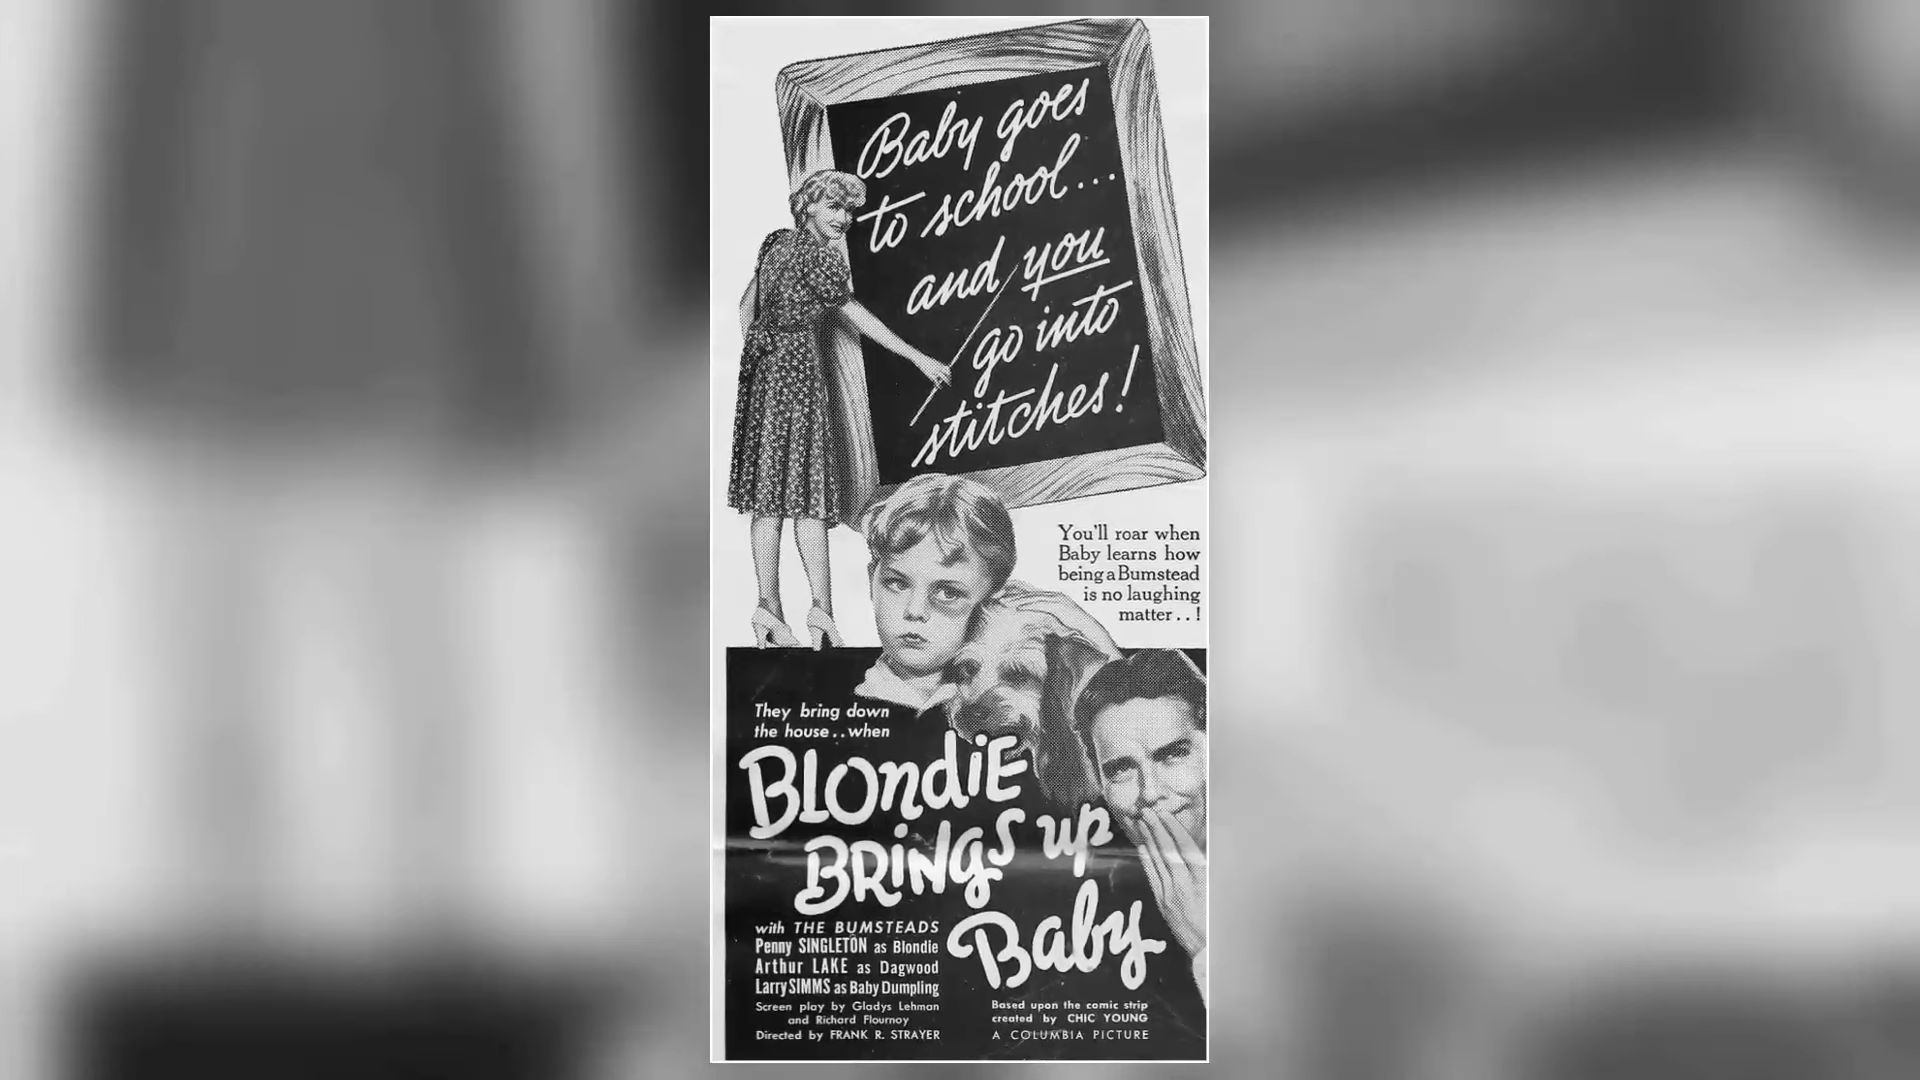 Baby goes
to school...
and you
go into
stitches!
You'll roar when
Baby learns how
being a Bumstead
is no laughing
matter..!
They bring down
the house..when
BLondiE
BRiNGS up
Baby
with THE BUMSTEADS
Penny SINGLETON as Blondie
Arthur LAKE as Dagwood
Larry SIMMS as Baby Dumpling
Screen play by Gladys Lehman
and Richard Flournoy
Directed by FRANK R. STRAYER
Based upon the comic strip
created by CHIC YOUNG
A COLUMBIA PICTURE